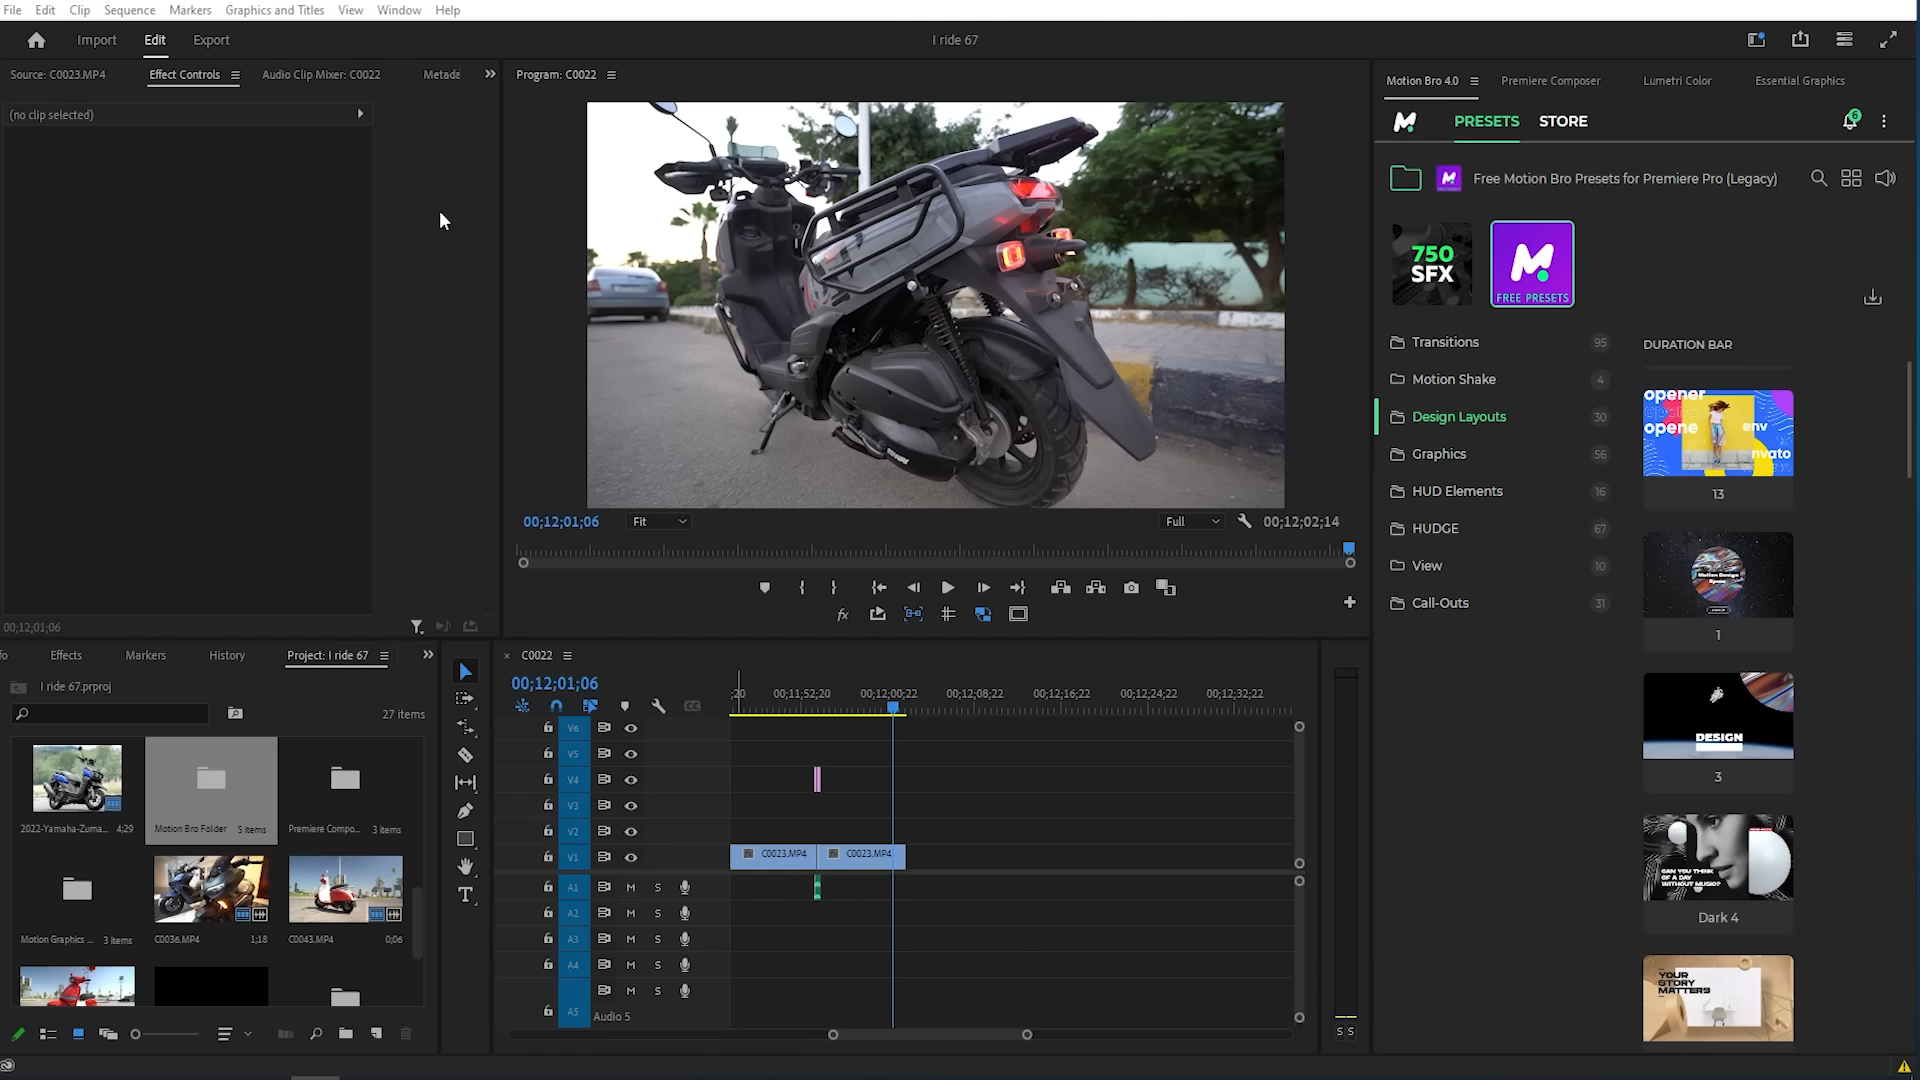 File Edit Clip Sequence Markers Graphics and Titles View Window Help
Import Edit Export I ride 67
Source: C0023.MP4 Effect Controls Audio Clip Mixer: C0022 Metada
(no clip selected)
00;12;01;06
Program: C0022
00;12;01;06 Fit Full 00;12;02;14
fx
Motion Bro 4.0 Premiere Composer Lumetri Color Essential Graphics
PRESETS STORE
6
Free Motion Bro Presets for Premiere Pro (Legacy)
750
SFX
FREE PRESETS
Transitions 95
Motion Shake 4
Design Layouts 30
Graphics 56
HUD Elements 16
HUDGE 67
View 10
Call-Outs 31
DURATION BAR
opener
opene env
nvato
13
Motion Design
1
DESIGN
3
CAN YOU THINK
OF A DAY
WITHOUT MUSIC?
Dark 4
YOUR
STORY
MATTERS
fo Effects Markers History Project: I ride 67
I ride 67.prproj
27 items
2022-Yamaha-Zuma... 4;29
Motion Bro Folder 5 items
Premiere Compo... 3 items
Motion Graphics ... 3 items
C0036.MP4 1;18
C0043.MP4 0;06
C0022
00;12;01;06
;20 00;11;52;20 00;12;00;22 00;12;08;22 00;12;16;22 00;12;24;22 00;12;32;22
CC
V6
V5
V4
V3
V2
V1 C0023.MP4 C0023.MP4
A1 M S
A2 M S
A3 M S
A4 M S
M S
A5 Audio 5
S S